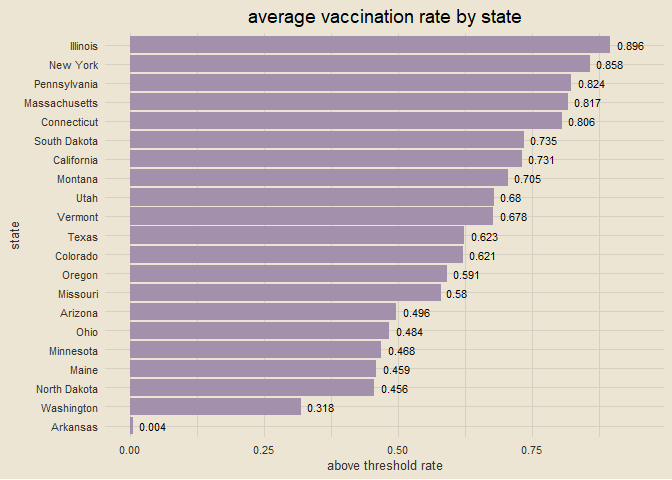 average vaccination rate by state
Illinois 0.896
New York 0.858
Pennsylvania 0.824
Massachusetts 0.817
Connecticut 0.806
South Dakota 0.735
California 0.731
Montana 0.705
Utah 0.68
Vermont 0.678
state
Texas 0.623
Colorado 0.621
Oregon 0.591
Missouri 0.58
Arizona 0.496
Ohio 0.484
Minnesota 0.468
Maine 0.459
North Dakota 0.456
Washington 0.318
Arkansas 0.004
0.00 0.25 0.50 0.75
above threshold rate